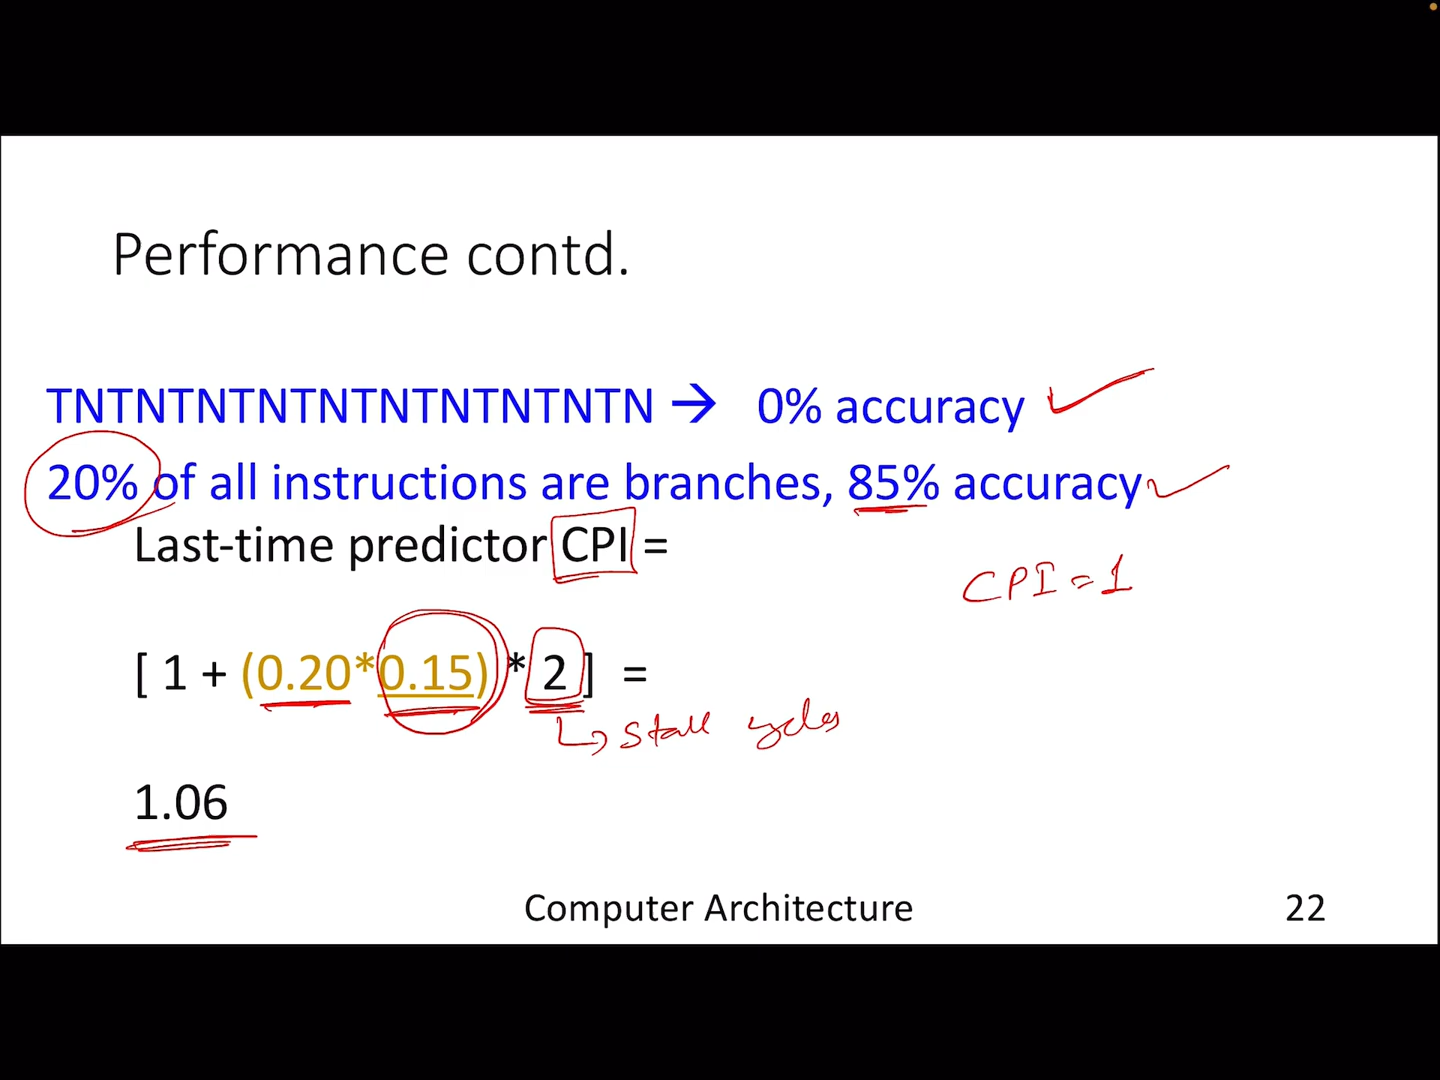 Performance contd.
TNTNTNTNTNTNTNTNTNTN → 0% accuracy
20% of all instructions are branches, 85% accuracy
Last-time predictor CPI =
CPI = 1
[ 1 + (0.20*0.15) * 2 ] =
↳ stall cycles
1.06
Computer Architecture 22